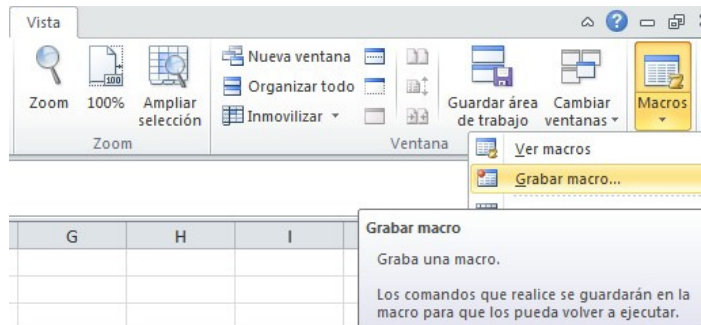 Vista
Nueva ventana
Organizar todo
Inmovilizar
Zoom
100%
Ampliar
selección
Guardar área
de trabajo
Cambiar
ventanas
Macros
100
Zoom
Ventana
Ver macros
Grabar macro...
G H I
Grabar macro
Graba una macro.
Los comandos que realice se guardarán en la
macro para que los pueda volver a ejecutar.